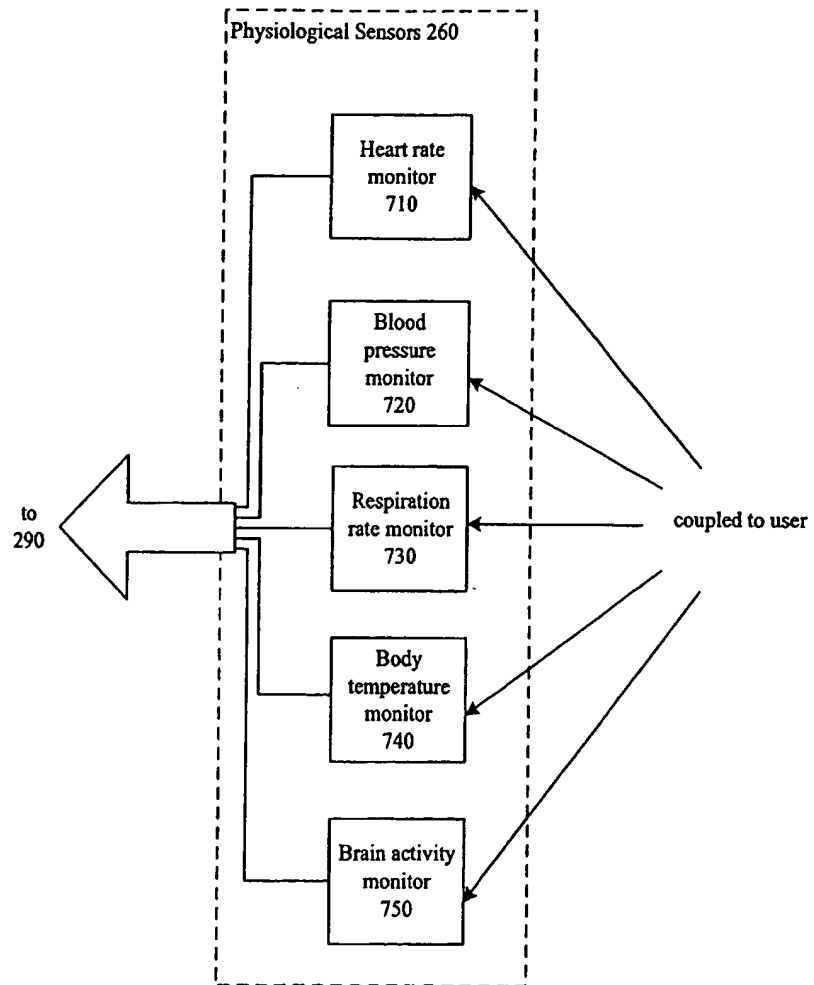 Physiological Sensors 260
Heart rate
monitor
710
Blood
pressure
monitor
720
Respiration
rate monitor
730
Body
temperature
monitor
740
Brain activity
monitor
750
to
290
coupled to user